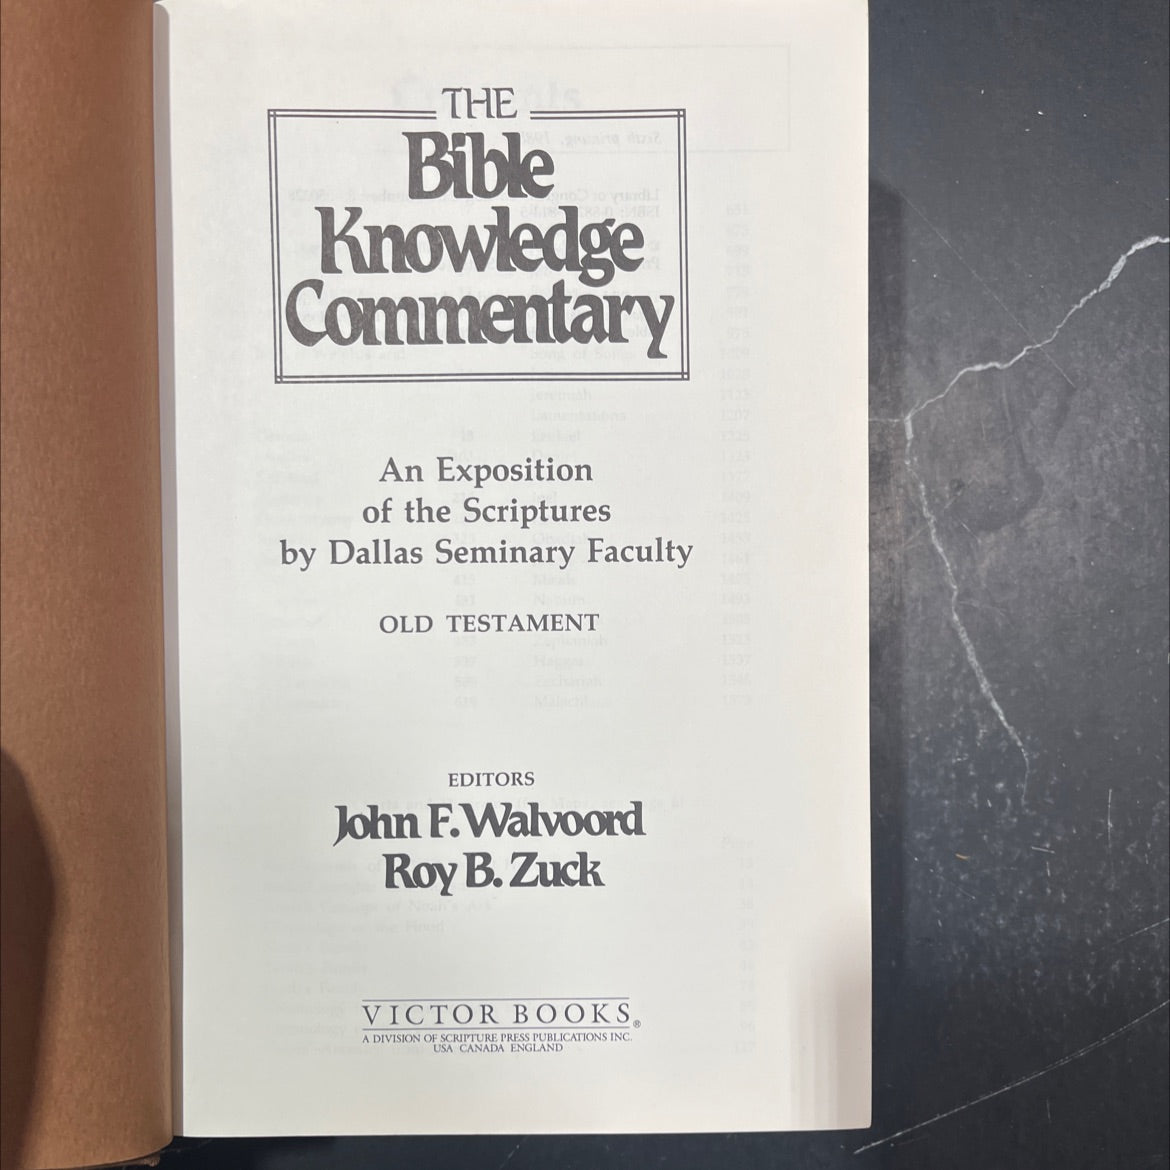 THE
Bible
Knowledge
Commentary
An Exposition
of the Scriptures
by Dallas Seminary Faculty
OLD TESTAMENT
EDITORS
John F. Walvoord
Roy B. Zuck
VICTOR BOOKS®
A DIVISION OF SCRIPTURE PRESS PUBLICATIONS INC.
USA CANADA ENGLAND